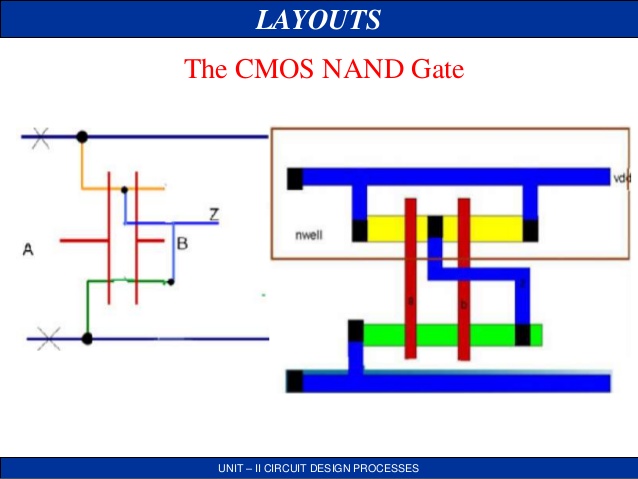 LAYOUTS
The CMOS NAND Gate
A
Z
B
vdd
nwell
a
b
z
UNIT – II CIRCUIT DESIGN PROCESSES